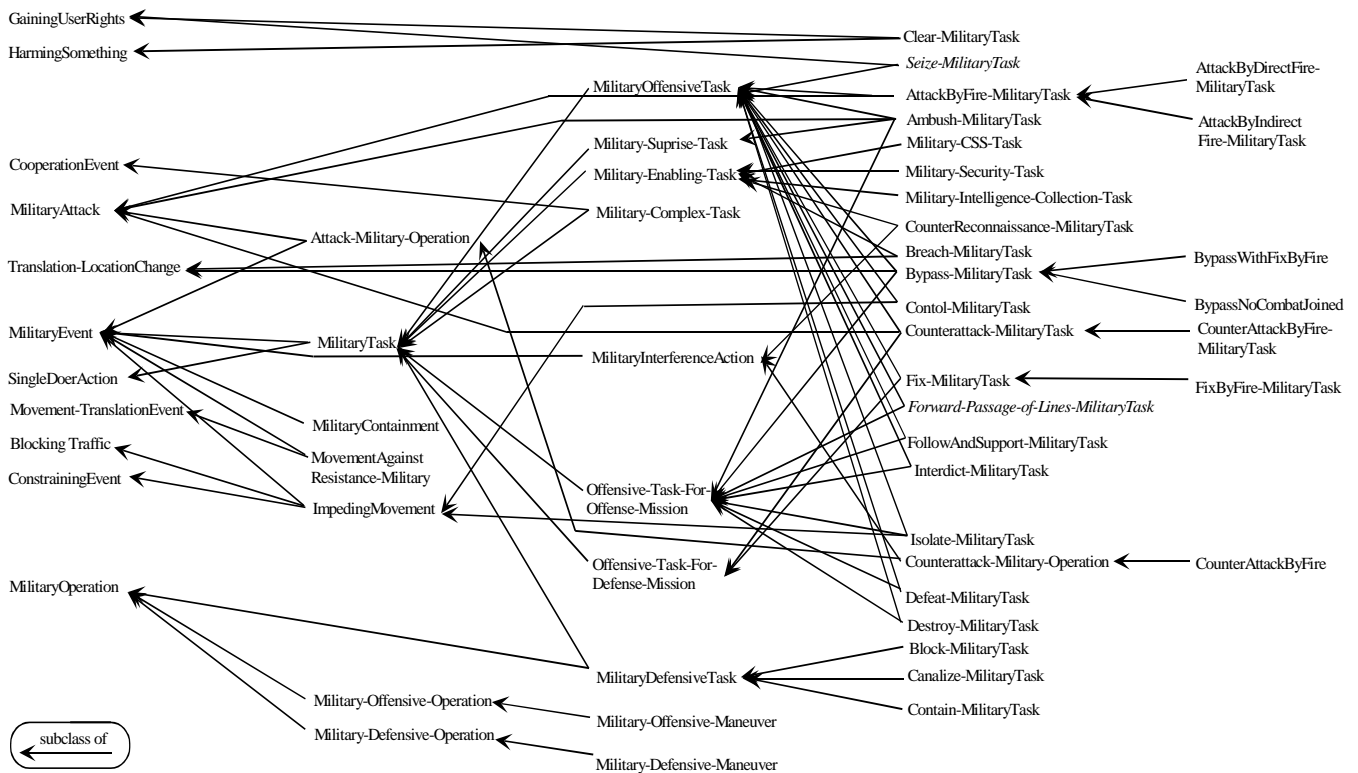 GainingUserRights
HarmingSomething
CooperationEvent
MilitaryAttack
Translation-LocationChange
MilitaryEvent
SingleDoerAction
Movement-TranslationEvent
Blocking Traffic
ConstrainingEvent
MilitaryOperation
subclass of
Attack-Military-Operation
MilitaryTask
MilitaryContainment
MovementAgainst
Resistance-Military
ImpedingMovement
Military-Offensive-Operation
Military-Defensive-Operation
MilitaryOffensiveTask
Military-Suprise-Task
Military-Enabling-Task
Military-Complex-Task
MilitaryInterferenceAction
Offensive-Task-For-
Offense-Mission
Offensive-Task-For-
Defense-Mission
MilitaryDefensiveTask
Military-Offensive-Maneuver
Military-Defensive-Maneuver
Clear-MilitaryTask
Seize-MilitaryTask
AttackByFire-MilitaryTask
Ambush-MilitaryTask
Military-CSS-Task
Military-Security-Task
Military-Intelligence-Collection-Task
CounterReconnaissance-MilitaryTask
Breach-MilitaryTask
Bypass-MilitaryTask
Contol-MilitaryTask
Counterattack-MilitaryTask
Fix-MilitaryTask
Forward-Passage-of-Lines-MilitaryTask
FollowAndSupport-MilitaryTask
Interdict-MilitaryTask
Isolate-MilitaryTask
Counterattack-Military-Operation
Defeat-MilitaryTask
Destroy-MilitaryTask
Block-MilitaryTask
Canalize-MilitaryTask
Contain-MilitaryTask
AttackByDirectFire-
MilitaryTask
AttackByIndirect
Fire-MilitaryTask
BypassWithFixByFire
BypassNoCombatJoined
CounterAttackByFire-
MilitaryTask
FixByFire-MilitaryTask
CounterAttackByFire